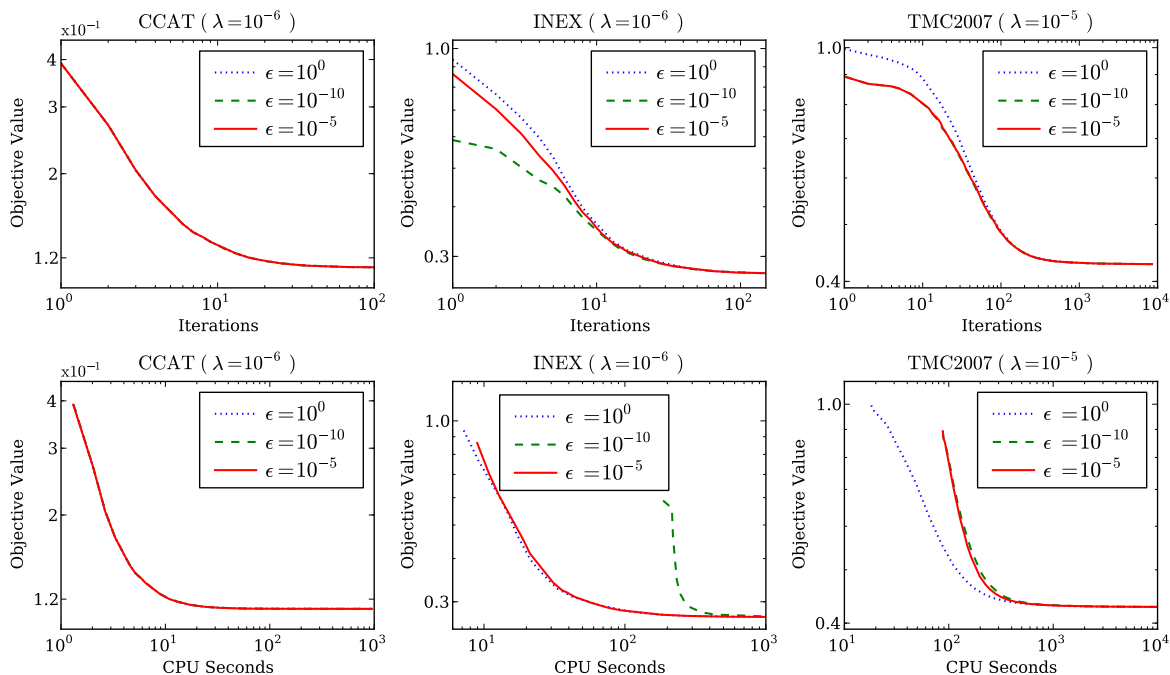 CCAT ( λ=10⁻⁶ )
x10⁻¹
4
3
2
1.2
Objective Value
ϵ=10⁰
ϵ=10⁻¹⁰
ϵ=10⁻⁵
10⁰ 10¹ 10²
Iterations
INEX ( λ=10⁻⁶ )
1.0
0.3
Objective Value
ϵ=10⁰
ϵ=10⁻¹⁰
ϵ=10⁻⁵
10⁰ 10¹ 10²
Iterations
TMC2007 ( λ=10⁻⁵ )
1.0
0.4
Objective Value
ϵ=10⁰
ϵ=10⁻¹⁰
ϵ=10⁻⁵
10⁰ 10¹ 10² 10³ 10⁴
Iterations
CCAT ( λ=10⁻⁶ )
x10⁻¹
4
3
2
1.2
Objective Value
ϵ=10⁰
ϵ=10⁻¹⁰
ϵ=10⁻⁵
10⁰ 10¹ 10² 10³
CPU Seconds
INEX ( λ=10⁻⁶ )
1.0
0.3
Objective Value
ϵ =10⁰
ϵ =10⁻¹⁰
ϵ =10⁻⁵
10¹ 10² 10³
CPU Seconds
TMC2007 ( λ=10⁻⁵ )
1.0
0.4
Objective Value
ϵ =10⁰
ϵ =10⁻¹⁰
ϵ =10⁻⁵
10¹ 10² 10³ 10⁴
CPU Seconds